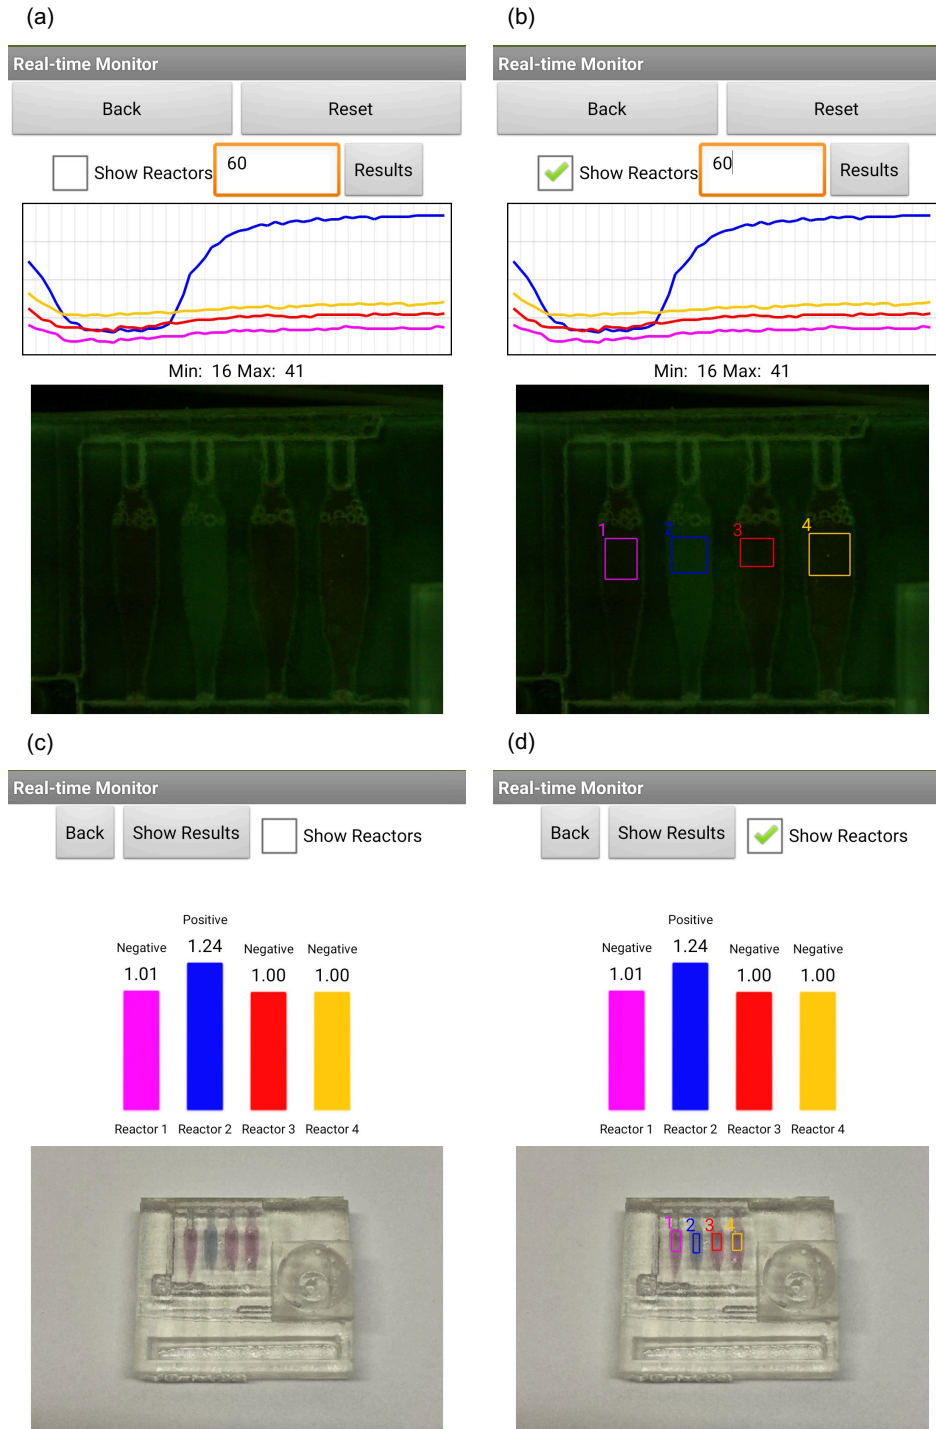 (a)
Real-time Monitor
Back Reset
Show Reactors 60 Results
Min: 16 Max: 41
(b)
Real-time Monitor
Back Reset
Show Reactors 60 Results
Min: 16 Max: 41
1 2 3 4
(c)
Real-time Monitor
Back Show Results Show Reactors
Positive
Negative 1.24 Negative Negative
1.01 1.00 1.00
Reactor 1 Reactor 2 Reactor 3 Reactor 4
(d)
Real-time Monitor
Back Show Results Show Reactors
Positive
Negative 1.24 Negative Negative
1.01 1.00 1.00
Reactor 1 Reactor 2 Reactor 3 Reactor 4
1 2 3 4